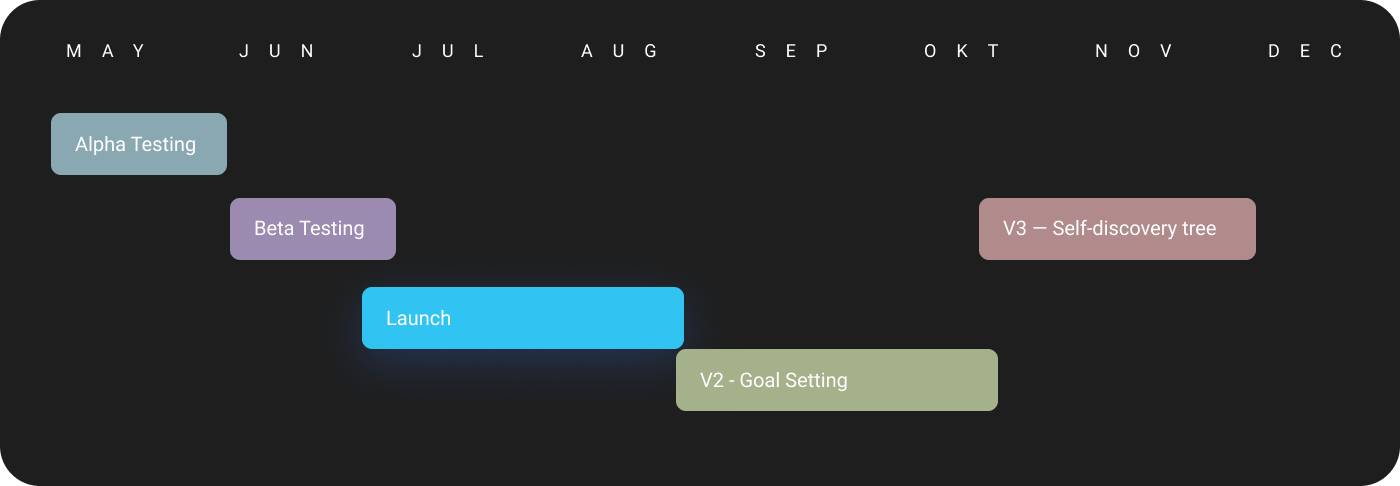 MAY JUN JUL AUG SEP OKT NOV DEC
Alpha Testing
Beta Testing
V3 — Self-discovery tree
Launch
V2 - Goal Setting